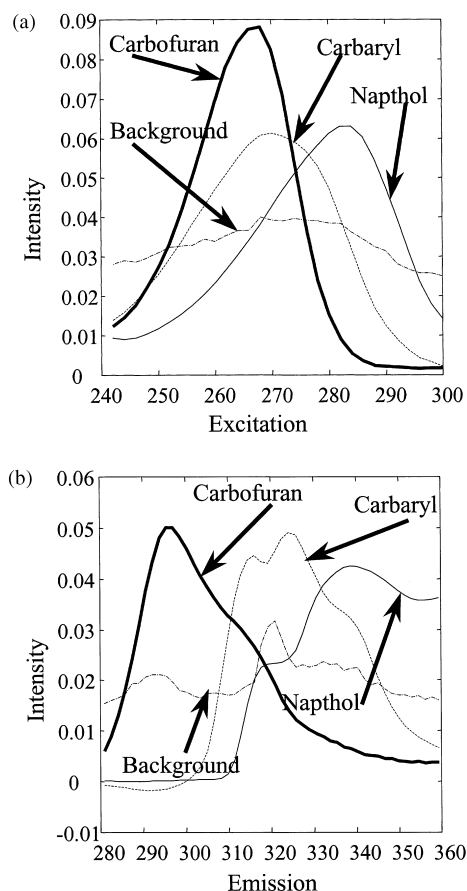 (a)
0.09
Carbofuran
Carbaryl
0.08
0.07
Napthol
Background
0.06
0.05
0.04
0.03
0.02
0.01
0
Intensity
240 250 260 270 280 290 300
Excitation
(b)
0.06
Carbofuran
Carbaryl
0.05
0.04
0.03
0.02
Napthol
Background
0.01
0
-0.01
Intensity
280 290 300 310 320 330 340 350 360
Emission